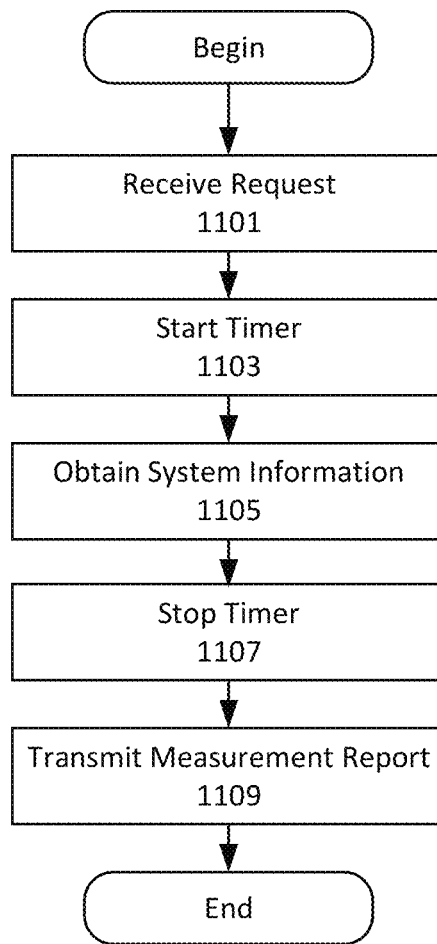 Begin
Receive Request
1101
Start Timer
1103
Obtain System Information
1105
Stop Timer
1107
Transmit Measurement Report
1109
End